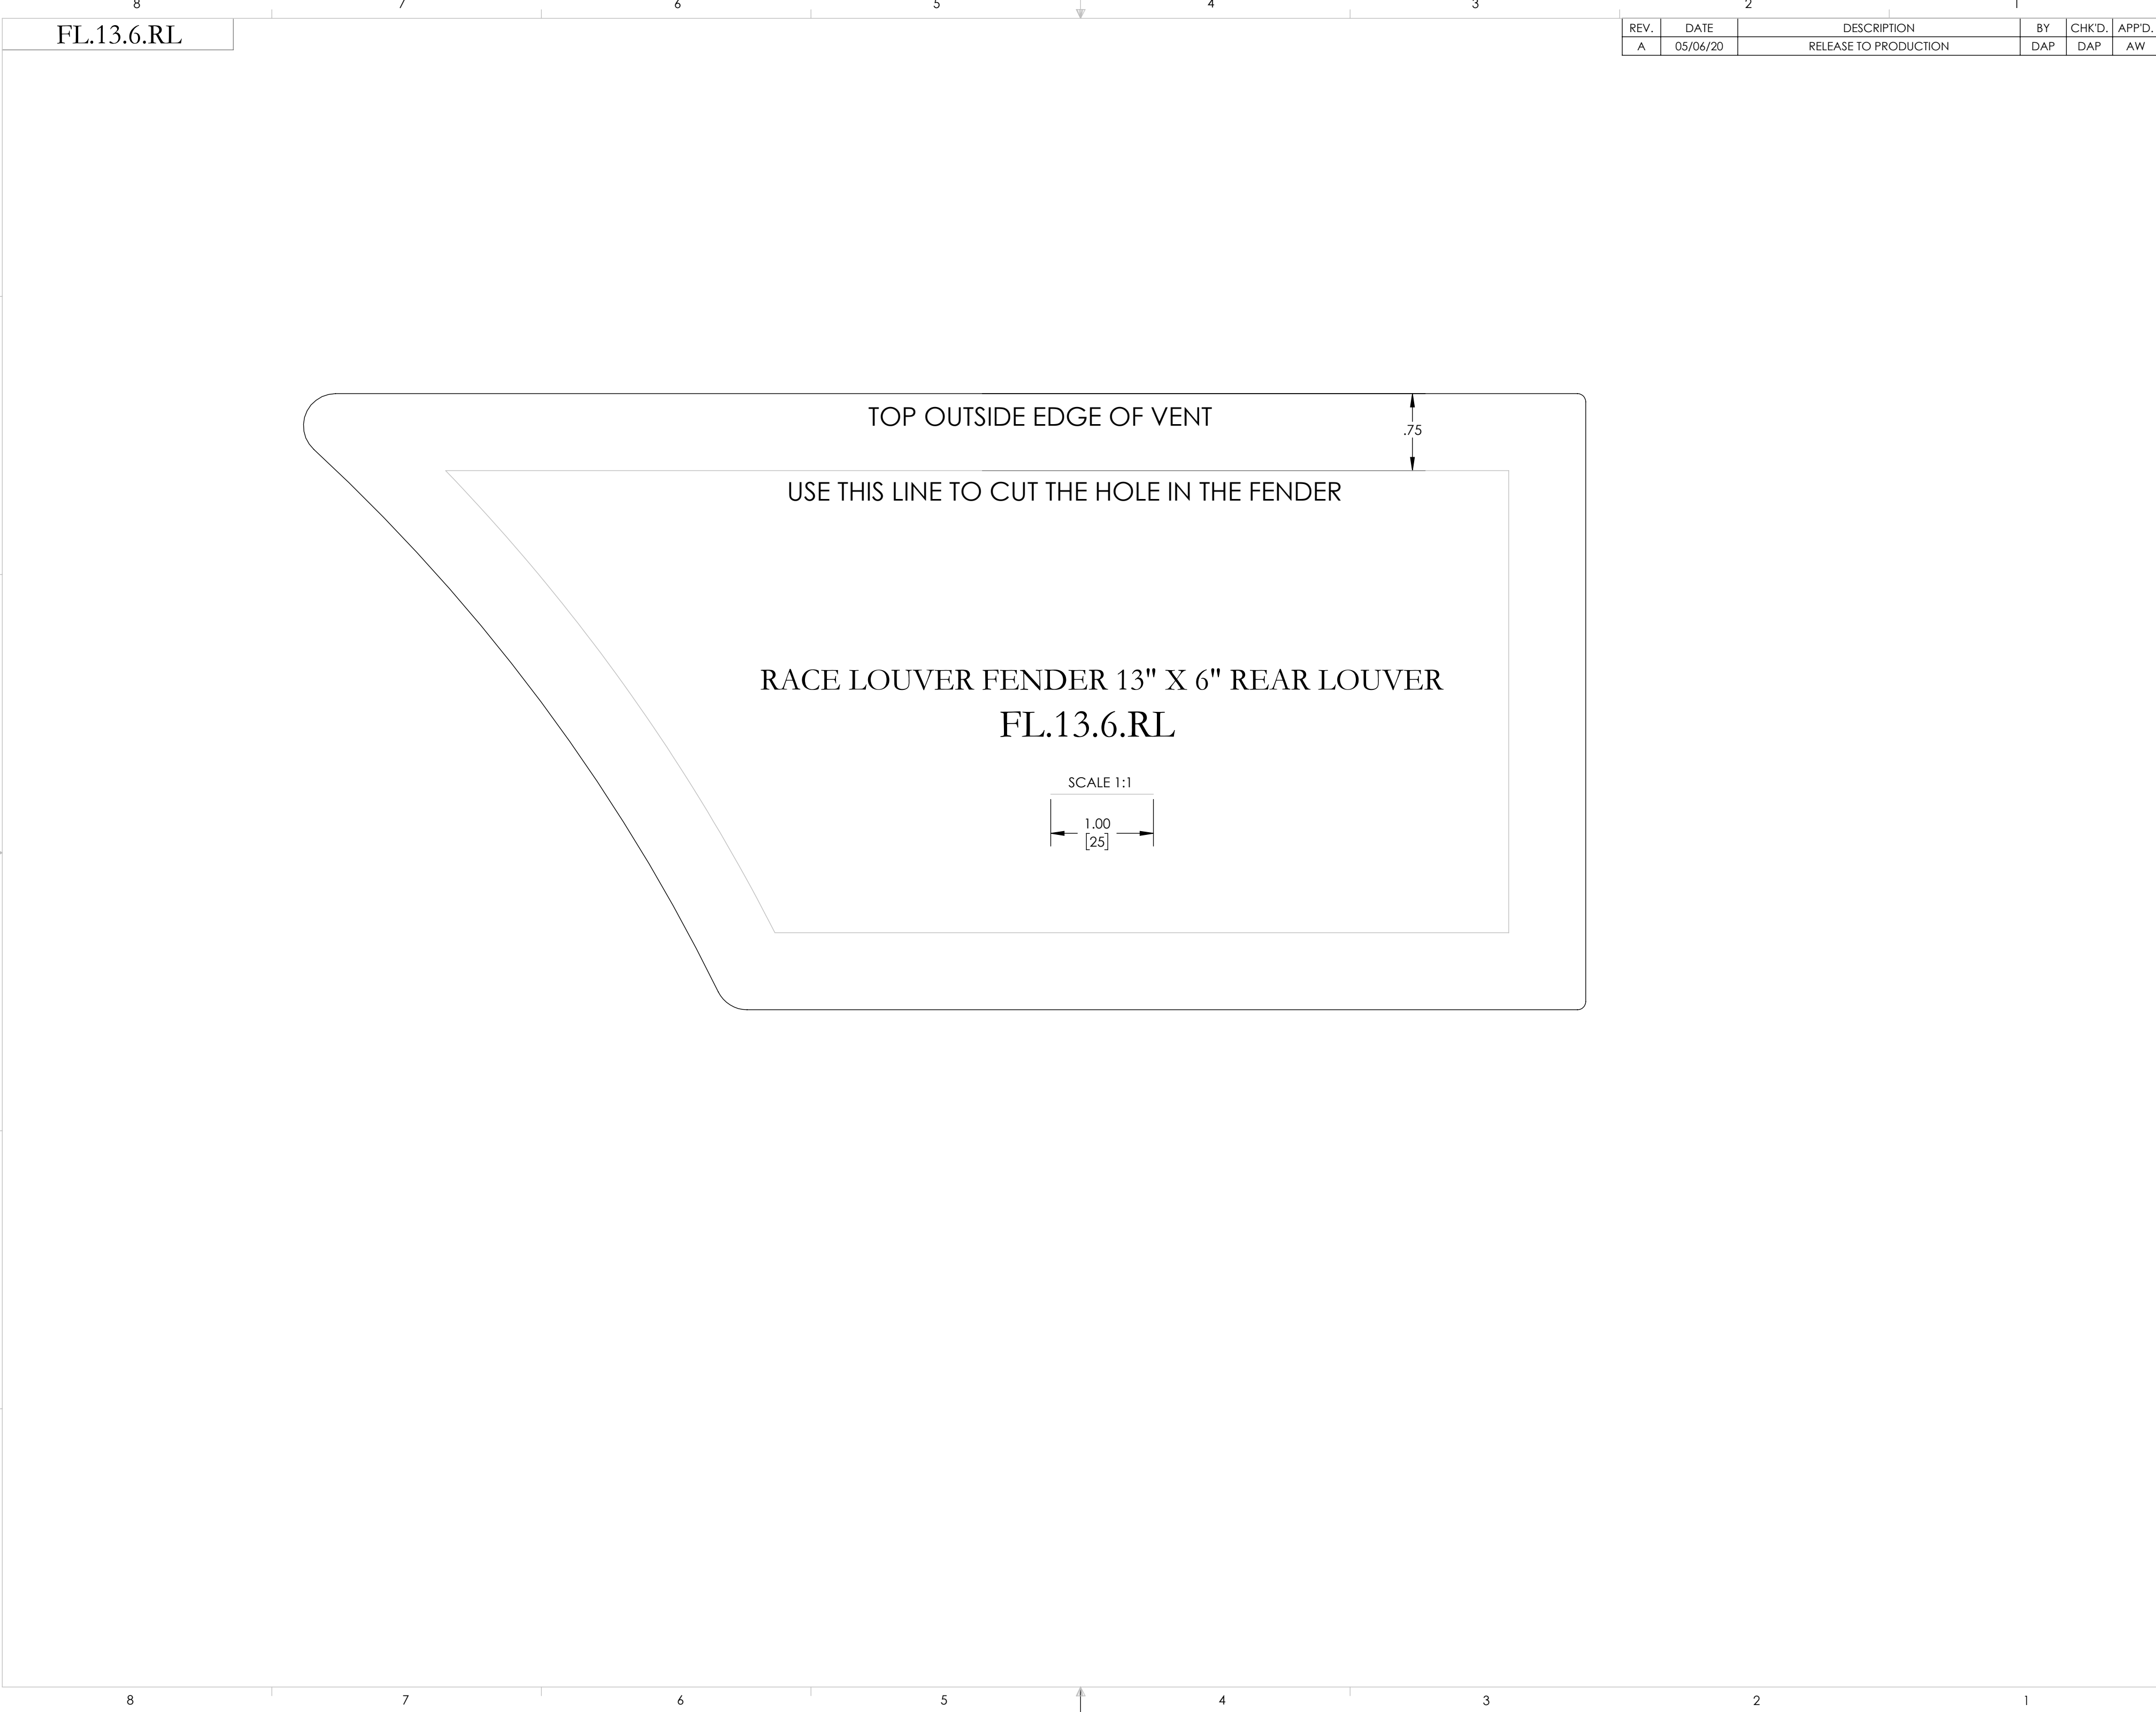 8 7 6 5 4 3 2 1
FL.13.6.RL
REV. DATE DESCRIPTION BY CHK'D. APP'D.
A 05/06/20 RELEASE TO PRODUCTION DAP DAP AW
TOP OUTSIDE EDGE OF VENT
.75
USE THIS LINE TO CUT THE HOLE IN THE FENDER
RACE LOUVER FENDER 13" X 6" REAR LOUVER
FL.13.6.RL
SCALE 1:1
1.00
[25]
8 7 6 5 4 3 2 1